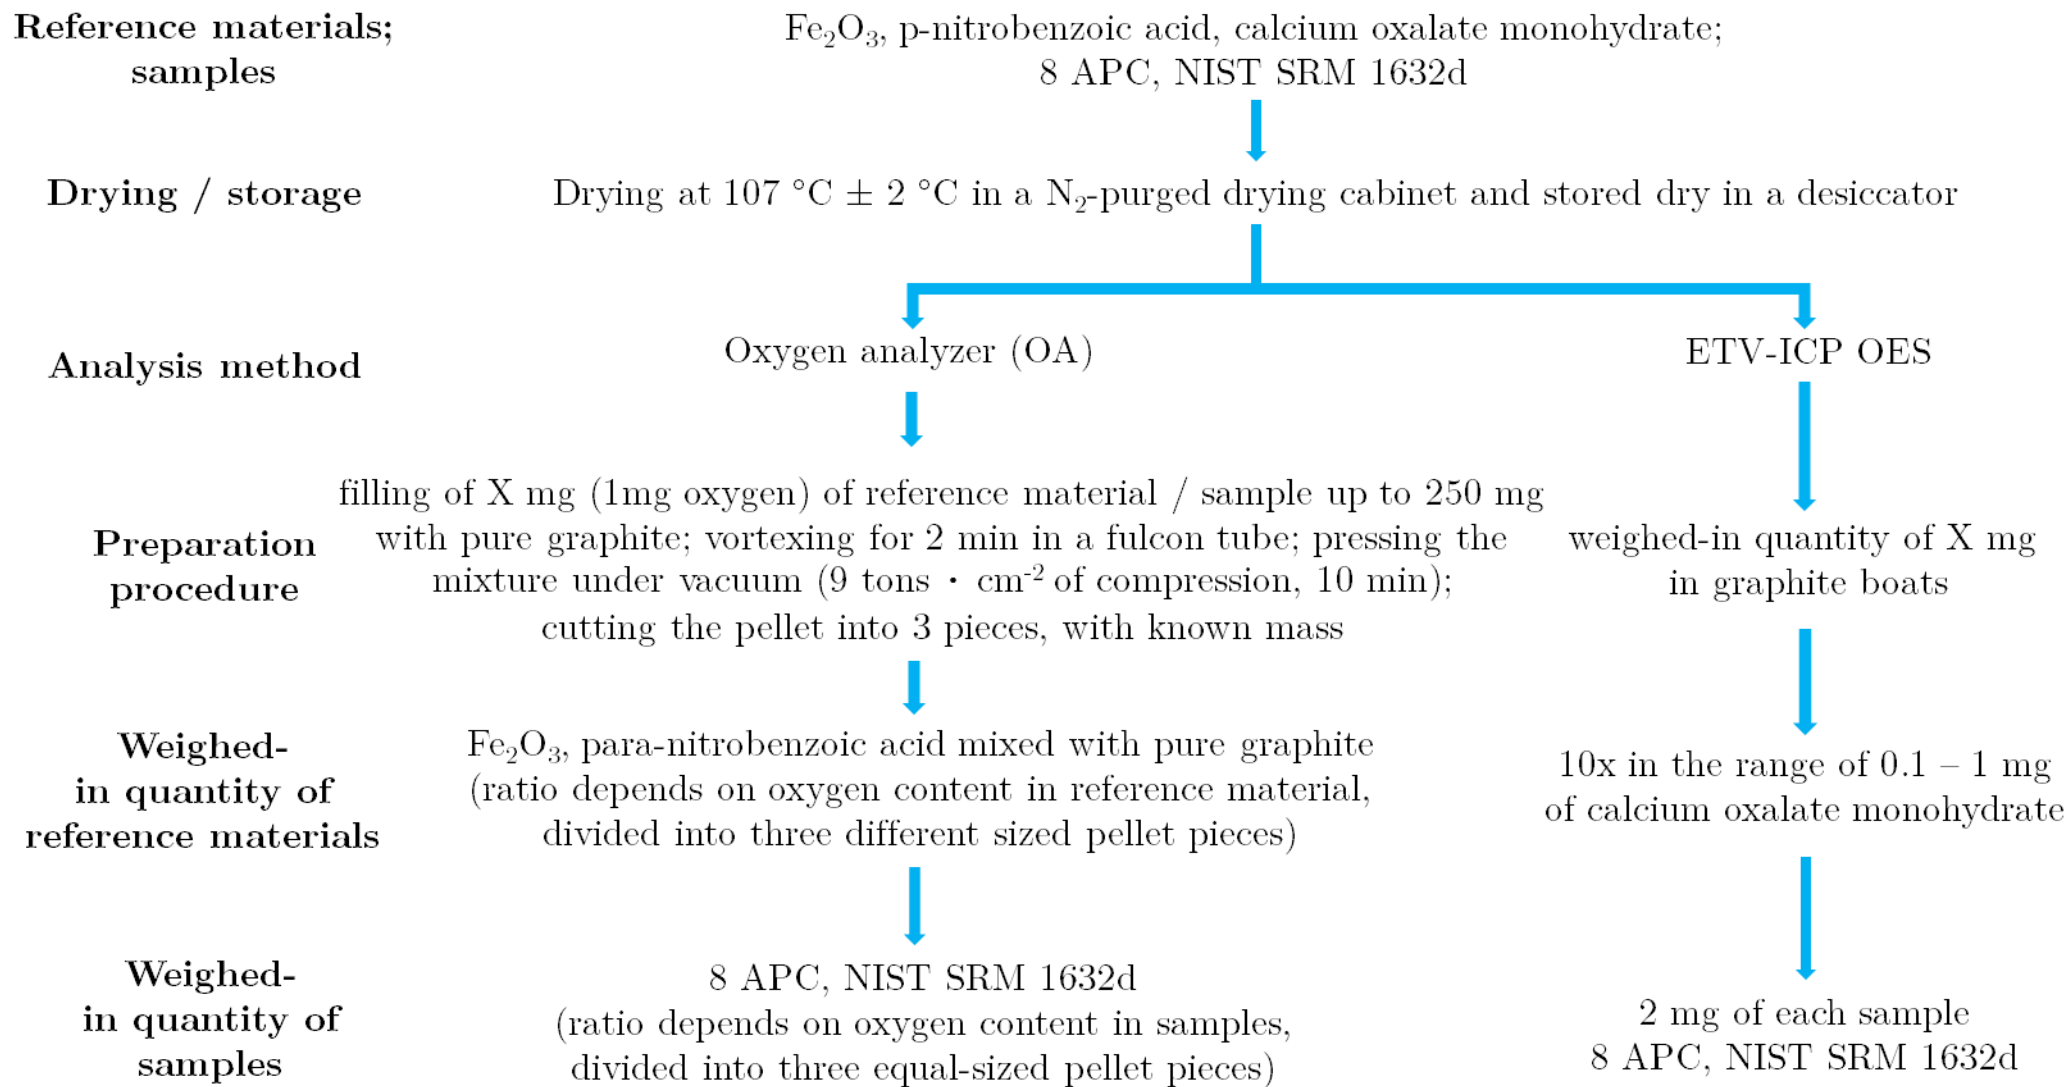 Reference materials;
samples
Fe₂O₃, p-nitrobenzoic acid, calcium oxalate monohydrate;
8 APC, NIST SRM 1632d
Drying / storage
Drying at 107 °C ± 2 °C in a N₂-purged drying cabinet and stored dry in a desiccator
Analysis method
Oxygen analyzer (OA)
ETV-ICP OES
Preparation
procedure
filling of X mg (1mg oxygen) of reference material / sample up to 250 mg
with pure graphite; vortexing for 2 min in a fulcon tube; pressing the
mixture under vacuum (9 tons · cm⁻² of compression, 10 min);
cutting the pellet into 3 pieces, with known mass
weighed-in quantity of X mg
in graphite boats
Weighed-
in quantity of
reference materials
Fe₂O₃, para-nitrobenzoic acid mixed with pure graphite
(ratio depends on oxygen content in reference material,
divided into three different sized pellet pieces)
10x in the range of 0.1 – 1 mg
of calcium oxalate monohydrate
Weighed-
in quantity of
samples
8 APC, NIST SRM 1632d
(ratio depends on oxygen content in samples,
divided into three equal-sized pellet pieces)
2 mg of each sample
8 APC, NIST SRM 1632d